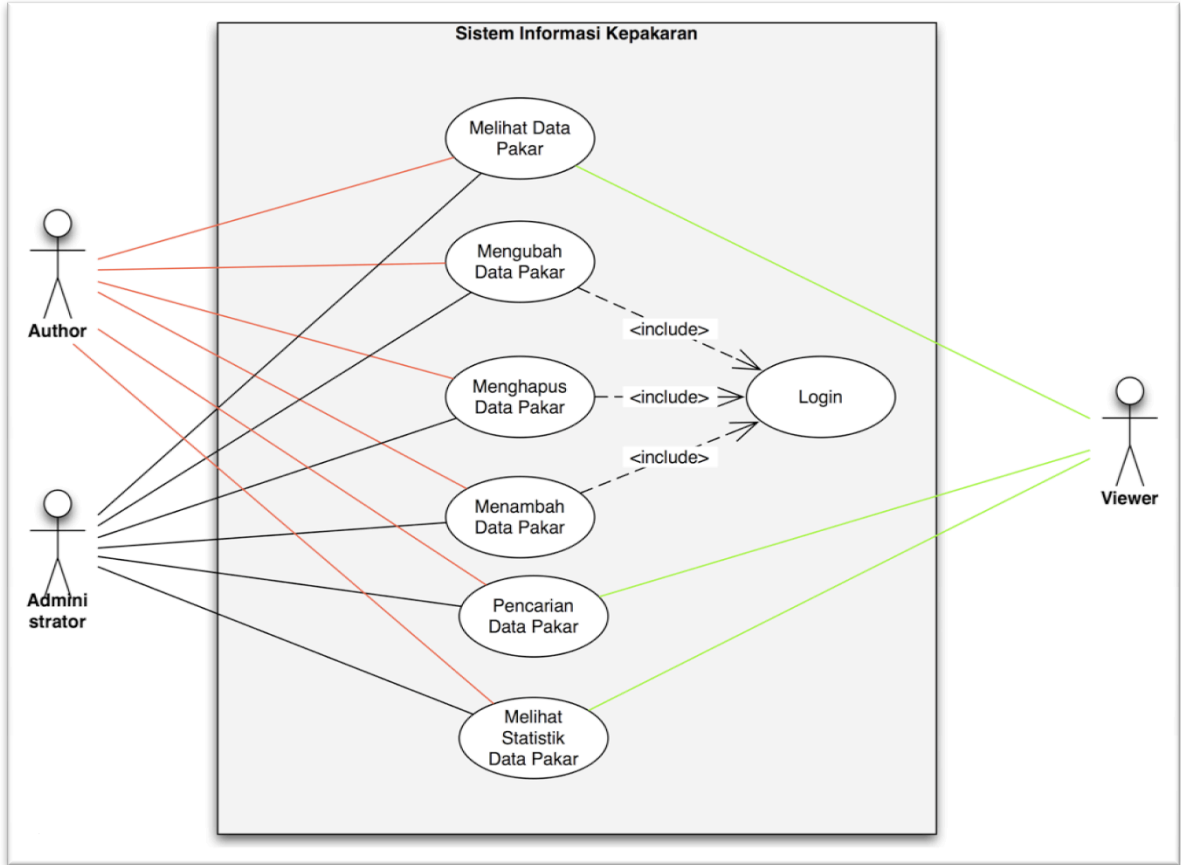 Sistem Informasi Kepakaran
Melihat Data
Pakar
Mengubah
Data Pakar
<include>
Author
Menghapus
Data Pakar
<include>
Login
<include>
Menambah
Data Pakar
Viewer
Admini
strator
Pencarian
Data Pakar
Melihat
Statistik
Data Pakar